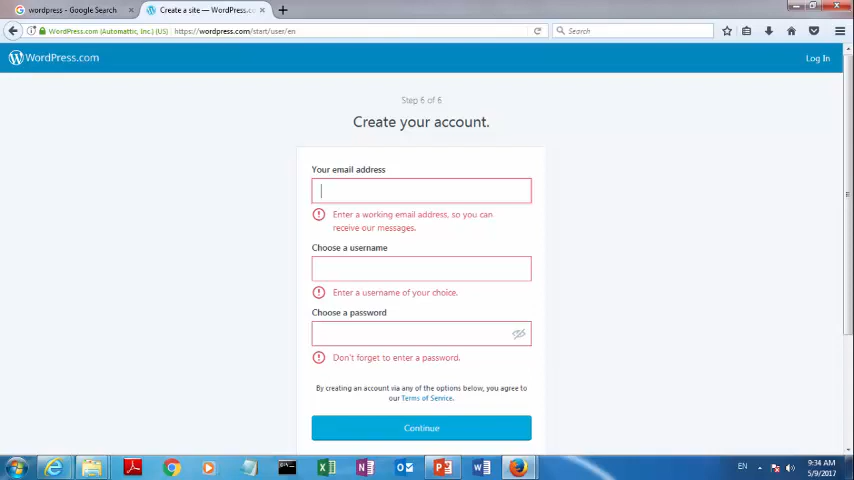 wordpress - Google Search
Create a site — WordPress.co
WordPress.com (Automattic, Inc.) (US)
https://wordpress.com/start/user/en
Search
WordPress.com
Log In
Step 6 of 6
Create your account.
Your email address
Enter a working email address, so you can
receive our messages.
Choose a username
Enter a username of your choice.
Choose a password
Don't forget to enter a password.
By creating an account via any of the options below, you agree to
our Terms of Service.
Continue
EN
9:34 AM
5/9/2017